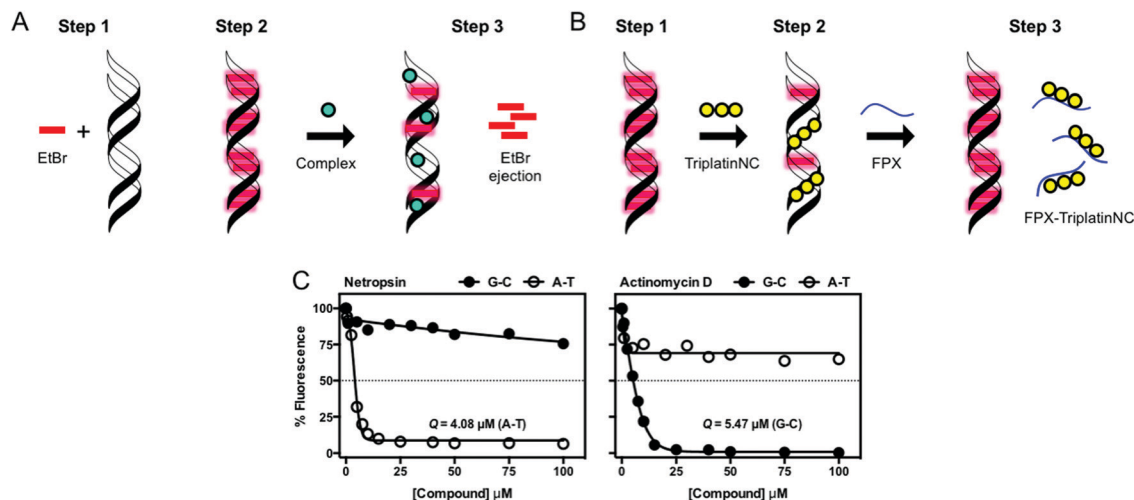 A
Step 1
Step 2
Step 3
EtBr
+
Complex
EtBr
ejection
B
Step 1
Step 2
Step 3
TriplatinNC
FPX
FPX-TriplatinNC
C
Netropsin
G-C
A-T
% Fluorescence
100
75
50
25
0
Q = 4.08 µM (A-T)
0
25
50
75
100
[Compound] µM
Actinomycin D
G-C
A-T
Q = 5.47 µM (G-C)
0
25
50
75
100
[Compound] µM